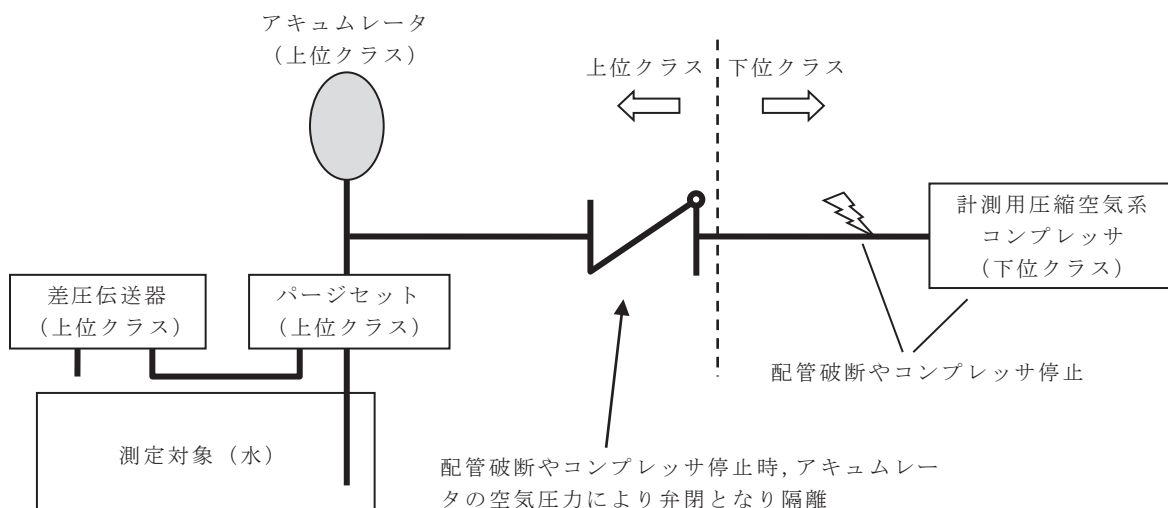 アキュムレータ
（上位クラス）
上位クラス
下位クラス
計測用圧縮空気系
コンプレッサ
（下位クラス）
差圧伝送器
（上位クラス）
パージセット
（上位クラス）
配管破断やコンプレッサ停止
測定対象（水）
配管破断やコンプレッサ停止時，アキュムレー
タの空気圧力により弁閉となり隔離